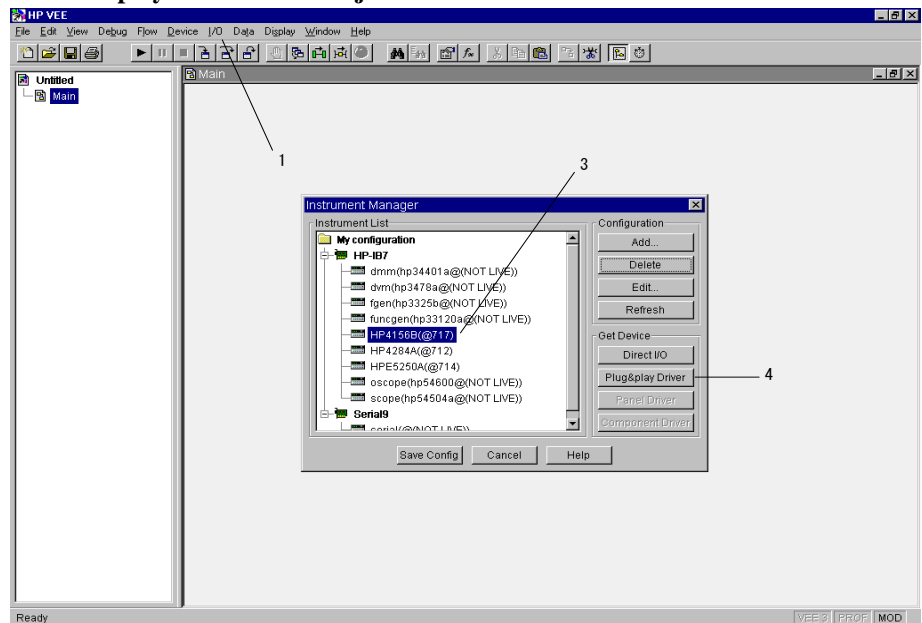 HP VEE
File Edit View Debug Flow Device I/O Data Display Window Help
Untitled
Main
Main
1
3
Instrument Manager
Instrument List
My configuration
HP-IB7
dmm(hp34401a@(NOT LIVE))
dvm(hp3478a@(NOT LIVE))
fgen(hp3325b@(NOT LIVE))
funcgen(hp33120a@(NOT LIVE))
HP4156B(@717)
HP4284A(@712)
HPE5250A(@714)
oscope(hp54600@(NOT LIVE))
scope(hp54504a@(NOT LIVE))
Serial9
serial(@(NOT LIVE))
Configuration
Add...
Delete
Edit...
Refresh
Get Device
Direct I/O
Plug&play Driver
4
Panel Driver
Component Driver
Save Config
Cancel
Help
Ready
VEE 3
PROF
MOD